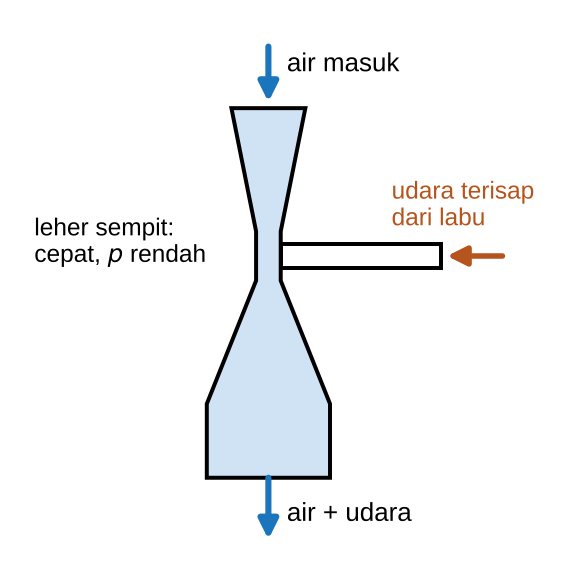 air masuk
udara terisap
dari labu
leher sempit:
cepat, p rendah
air + udara